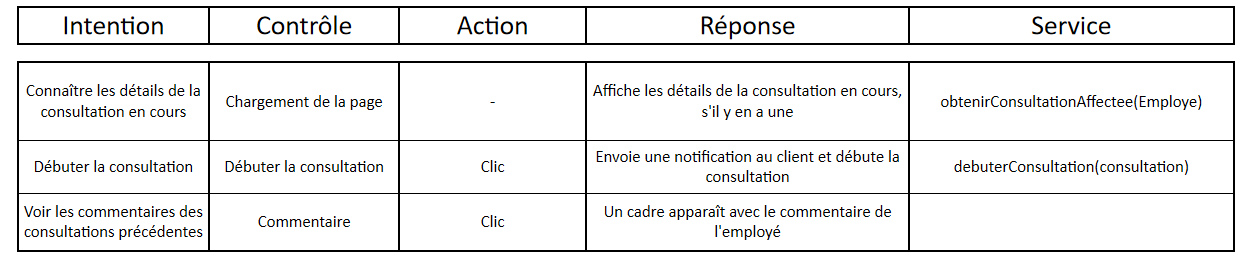 Intention Contrôle Action Réponse Service
Connaître les détails de la
consultation en cours
Chargement de la page
-
Affiche les détails de la consultation en cours,
s'il y en a une
obtenirConsultationAffectee(Employe)
Débuter la consultation
Débuter la consultation
Clic
Envoie une notification au client et débute la
consultation
debuterConsultation(consultation)
Voir les commentaires des
consultations précédentes
Commentaire
Clic
Un cadre apparaît avec le commentaire de
l'employé